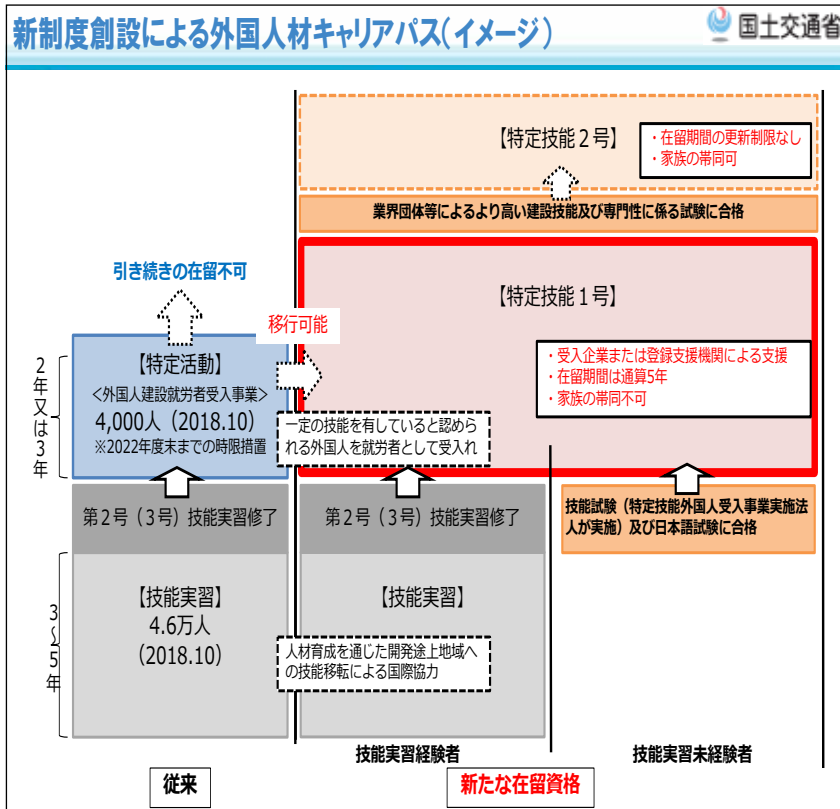 新制度創設による外国人材キャリアパス(イメージ)
国土交通省
【特定技能２号】
・在留期間の更新制限なし
・家族の帯同可
業界団体等によるより高い建設技能及び専門性に係る試験に合格
引き続きの在留不可
移行可能
【特定技能１号】
・受入企業または登録支援機関による支援
・在留期間は通算5年
・家族の帯同不可
２年又は３年
【特定活動】
<外国人建設就労者受入事業>
4,000人（2018.10）
※2022年度末までの時限措置
一定の技能を有していると認めら
れる外国人を就労者として受入れ
第２号（３号）技能実習修了
第２号（３号）技能実習修了
技能試験（特定技能外国人受入事業実施法
人が実施）及び日本語試験に合格
３～５年
【技能実習】
4.6万人
（2018.10）
【技能実習】
人材育成を通じた開発途上地域へ
の技能移転による国際協力
技能実習経験者
技能実習未経験者
従来
新たな在留資格